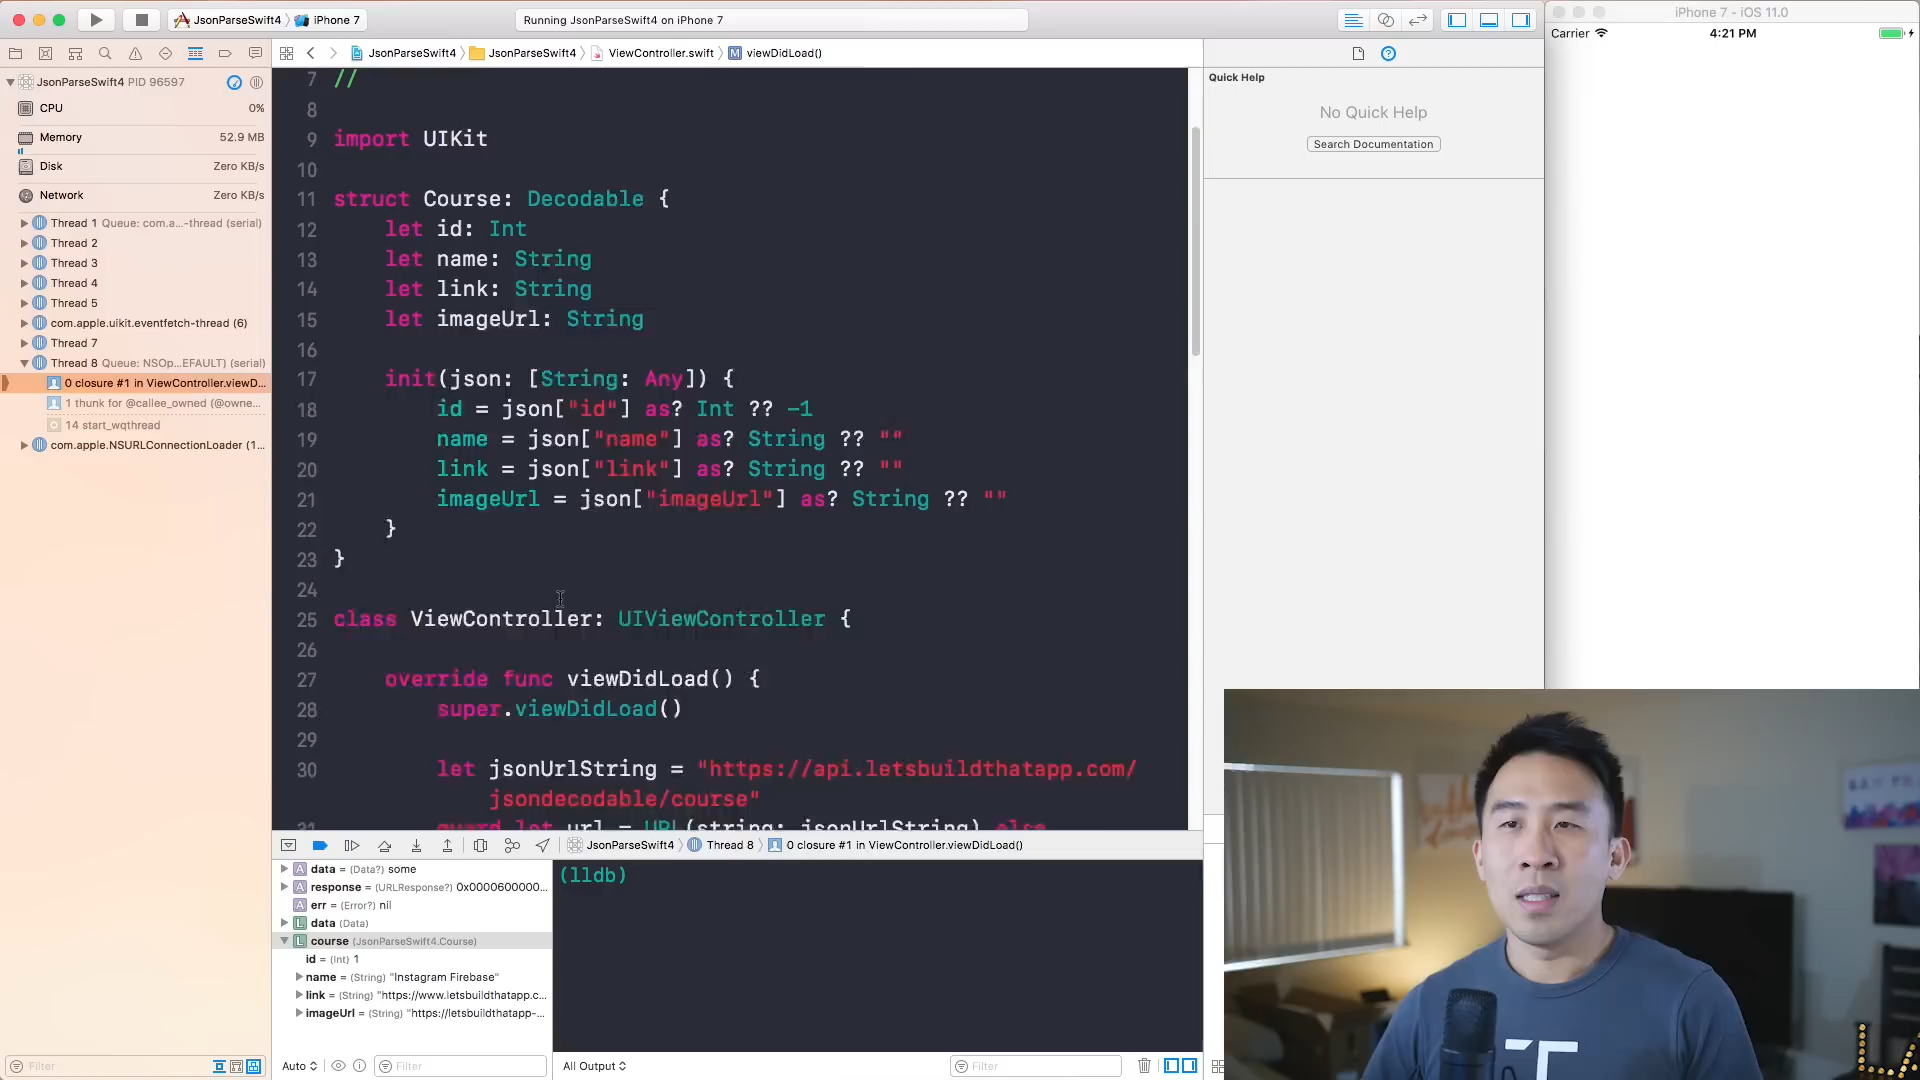 JsonParseSwift4 〉 iPhone 7
Running JsonParseSwift4 on iPhone 7
iPhone 7 - iOS 11.0
Carrier
4:21 PM
JsonParseSwift4 〉 JsonParseSwift4 〉 ViewController.swift 〉 M viewDidLoad()
JsonParseSwift4 PID 96597
CPU 0%
Memory 52.9 MB
Disk Zero KB/s
Network Zero KB/s
Thread 1 Queue: com.a...-thread (serial)
Thread 2
Thread 3
Thread 4
Thread 5
com.apple.uikit.eventfetch-thread (6)
Thread 7
Thread 8 Queue: NSOp...EFAULT) (serial)
0 closure #1 in ViewController.viewD...
1 thunk for @callee_owned (@owne...
14 start_wqthread
com.apple.NSURLConnectionLoader (1...
Filter
7 //
8
9 import UIKit
10
11 struct Course: Decodable {
12 let id: Int
13 let name: String
14 let link: String
15 let imageUrl: String
16
17 init(json: [String: Any]) {
18 id = json["id"] as? Int ?? -1
19 name = json["name"] as? String ?? ""
20 link = json["link"] as? String ?? ""
21 imageUrl = json["imageUrl"] as? String ?? ""
22 }
23 }
24
25 class ViewController: UIViewController {
26
27 override func viewDidLoad() {
28 super.viewDidLoad()
29
30 let jsonUrlString = "https://api.letsbuildthatapp.com/
jsondecodable/course"
31 guard let url = URL(string: jsonUrlString) else
Quick Help
No Quick Help
Search Documentation
JsonParseSwift4 〉 Thread 8 〉 0 closure #1 in ViewController.viewDidLoad()
A data = (Data?) some
A response = (URLResponse?) 0x0000600000...
A err = (Error?) nil
L data (Data)
L course (JsonParseSwift4.Course)
id = (Int) 1
name = (String) "Instagram Firebase"
link = (String) "https://www.letsbuildthatapp.c...
imageUrl = (String) "https://letsbuildthatapp-...
Auto
Filter
(lldb)
All Output
Filter